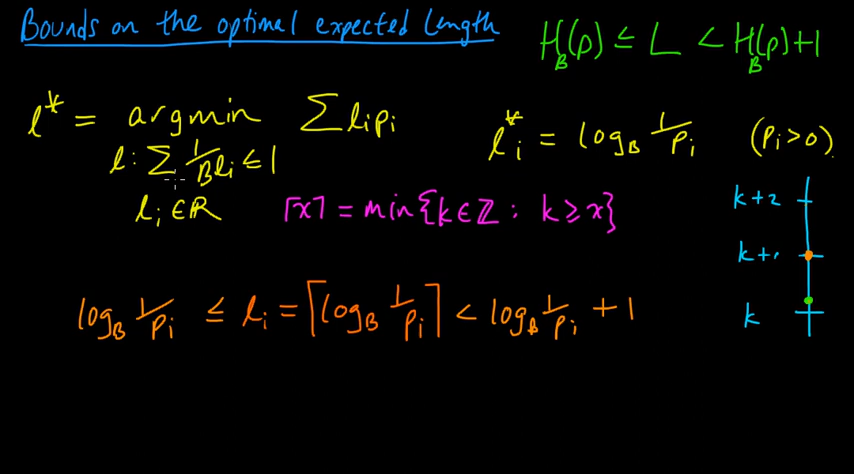 Bounds on the optimal expected length
H_B(p) ≤ L < H_B(p)+1
l* = argmin Σ l_i p_i
l: Σ 1/B^l_i ≤ 1
l_i ∈ ℝ
l*_i = log_B 1/p_i (p_i > 0).
⌈x⌉ = min{k ∈ ℤ : k ≥ x}
k+2
k+1
k
log_B 1/p_i ≤ l_i = ⌈log_B 1/p_i⌉ < log_B 1/p_i + 1